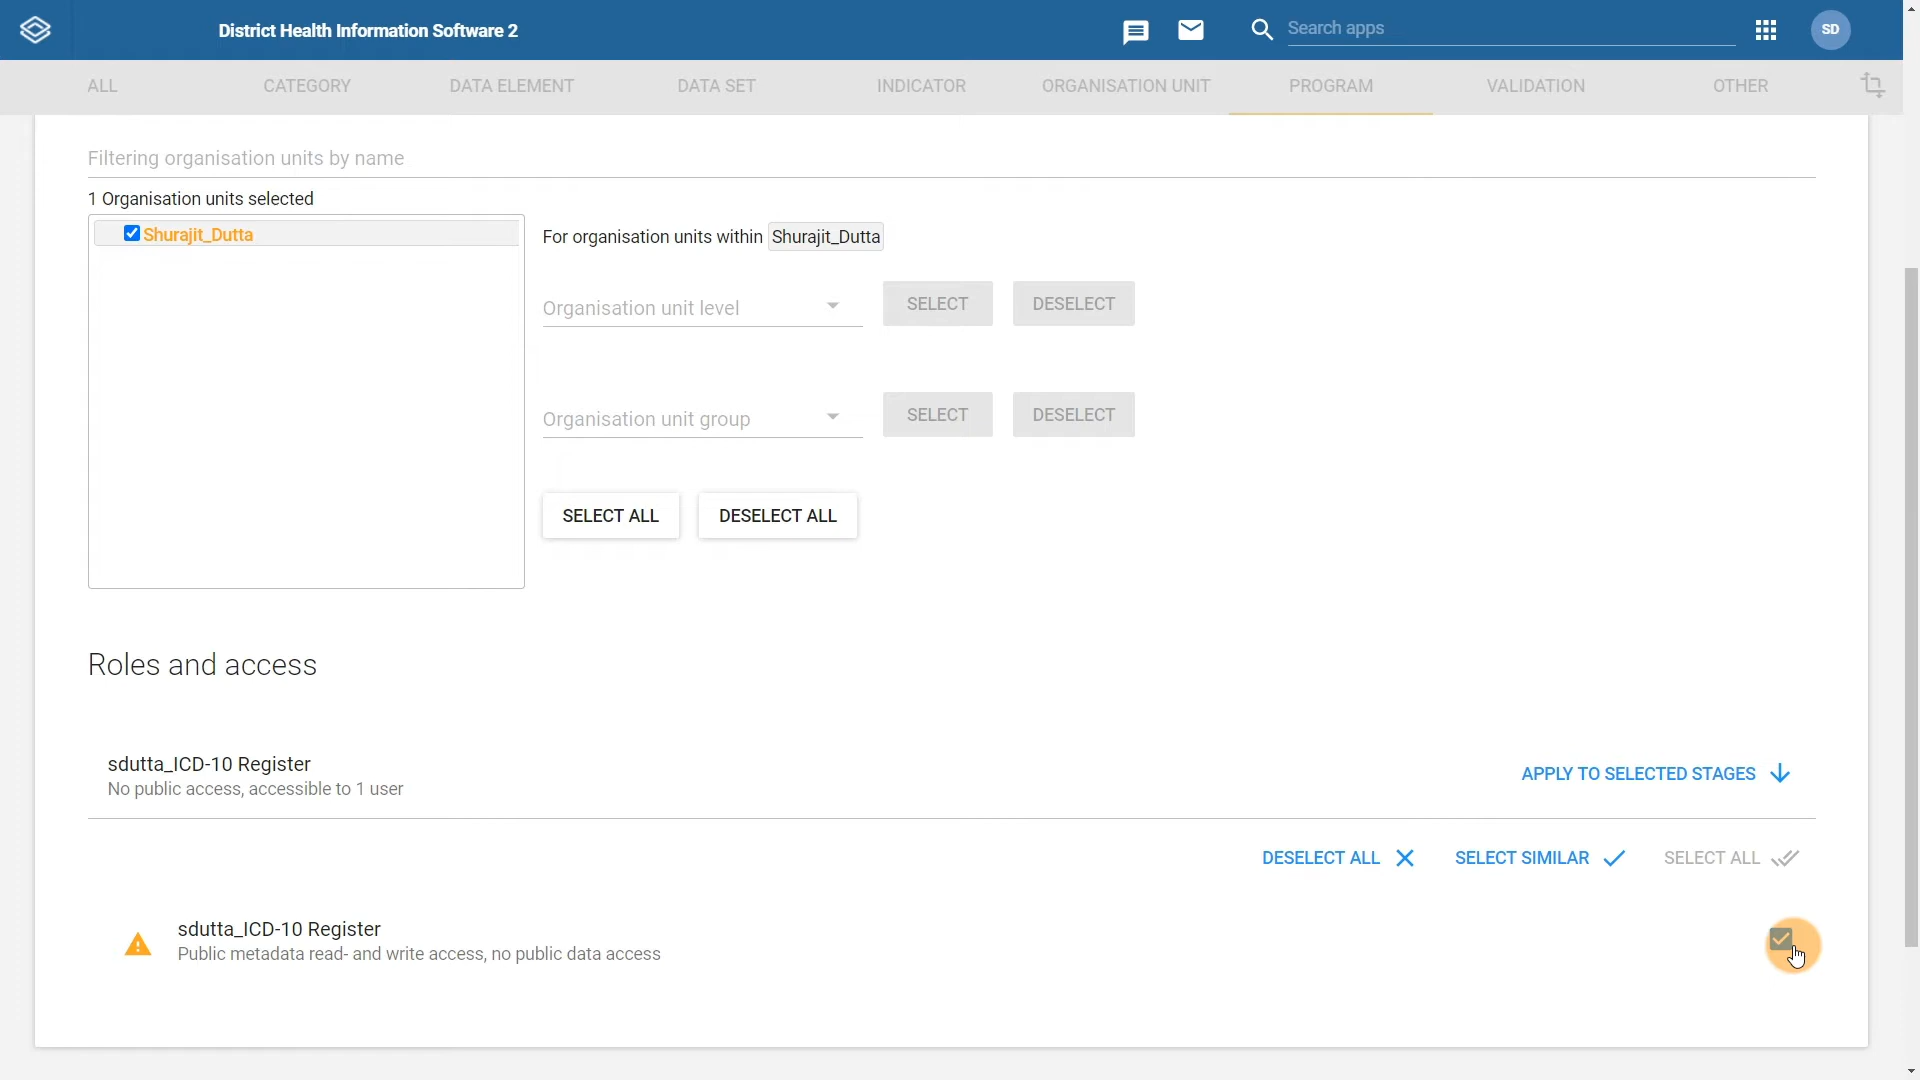 District Health Information Software 2
Search apps
SD
ALL CATEGORY DATA ELEMENT DATA SET INDICATOR ORGANISATION UNIT PROGRAM VALIDATION OTHER
Filtering organisation units by name
1 Organisation units selected
Shurajit_Dutta
For organisation units within Shurajit_Dutta
Organisation unit level SELECT DESELECT
Organisation unit group SELECT DESELECT
SELECT ALL DESELECT ALL
Roles and access
sdutta_ICD-10 Register
No public access, accessible to 1 user
APPLY TO SELECTED STAGES
DESELECT ALL SELECT SIMILAR SELECT ALL
sdutta_ICD-10 Register
Public metadata read- and write access, no public data access